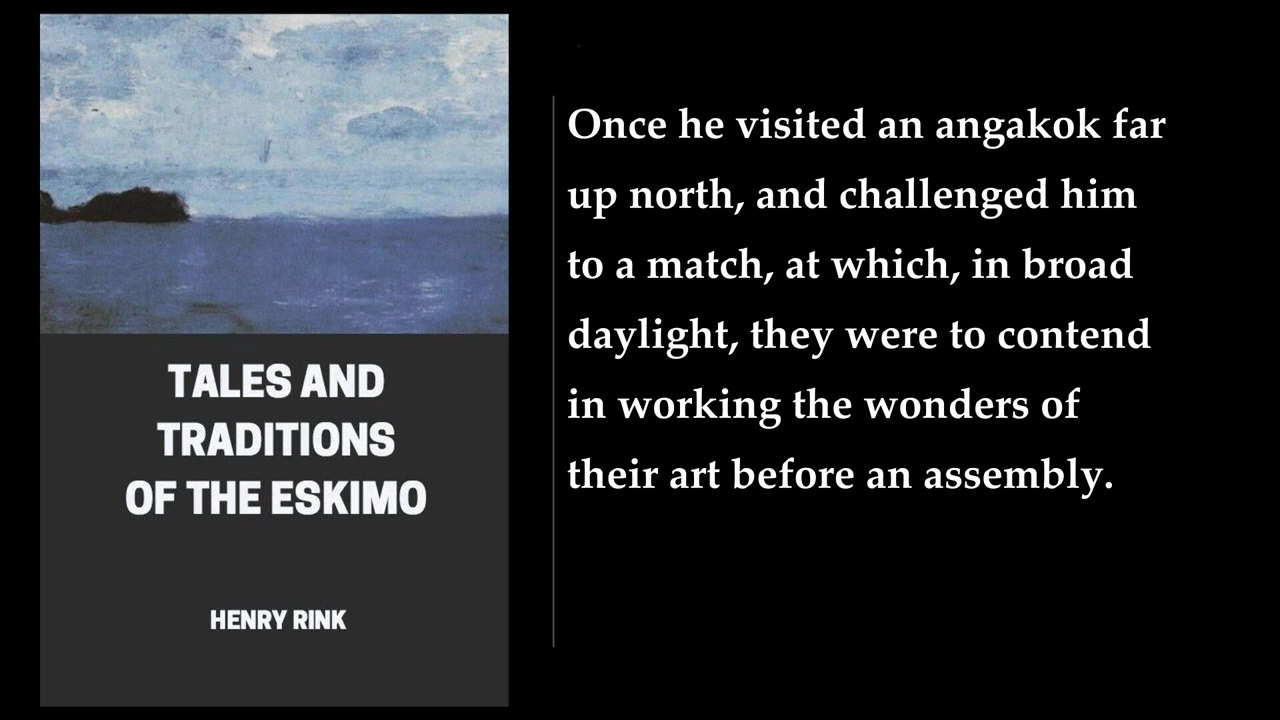 TALES AND
TRADITIONS
OF THE ESKIMO
HENRY RINK
Once he visited an angakok far
up north, and challenged him
to a match, at which, in broad
daylight, they were to contend
in working the wonders of
their art before an assembly.